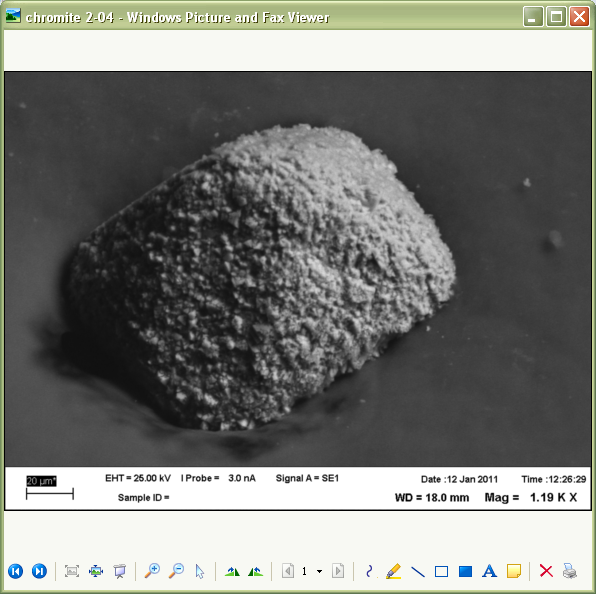 chromite 2-04 - Windows Picture and Fax Viewer
20 µm*
EHT = 25.00 kV I Probe = 3.0 nA Signal A = SE1 Date :12 Jan 2011 Time :12:26:29
Sample ID = WD = 18.0 mm Mag = 1.19 K X
1
A